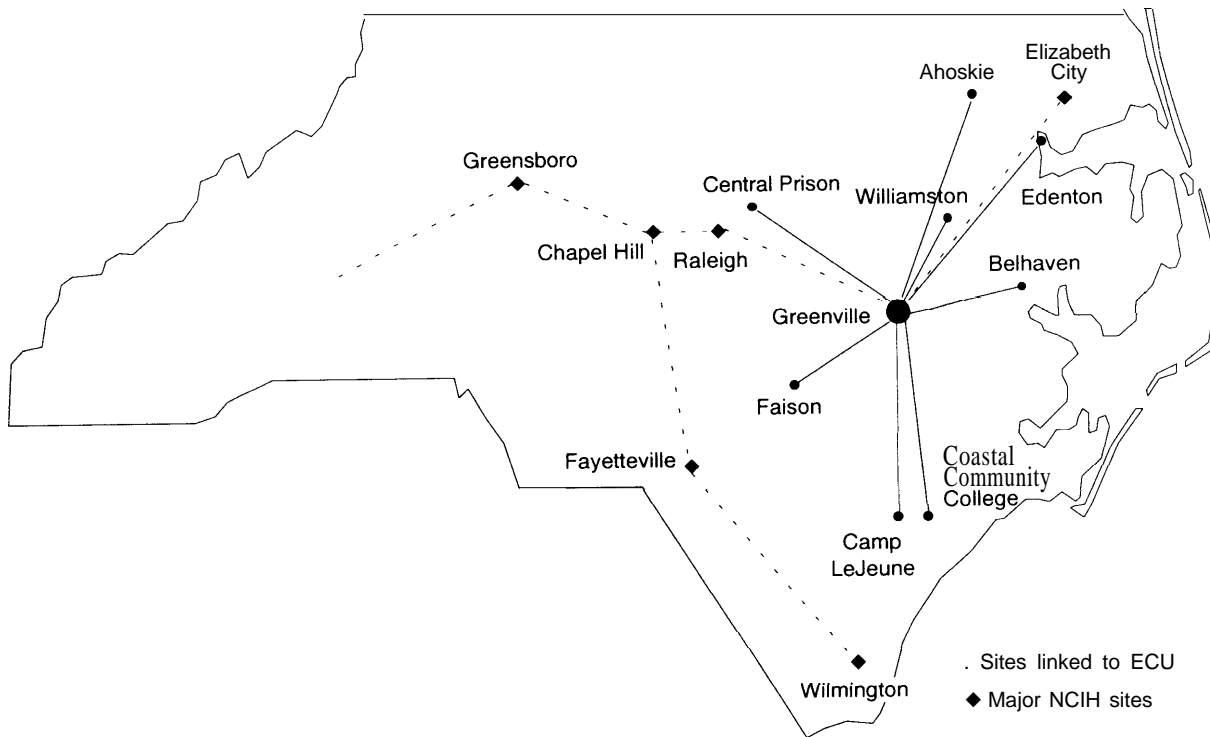 Elizabeth
City
Ahoskie
Greensboro
Central Prison
Williamston
Edenton
Chapel Hill
Raleigh
Belhaven
Greenville
Faison
Fayetteville
Coastal
Community
College
Camp
LeJeune
. Sites linked to ECU
Wilmington
◆ Major NCIH sites